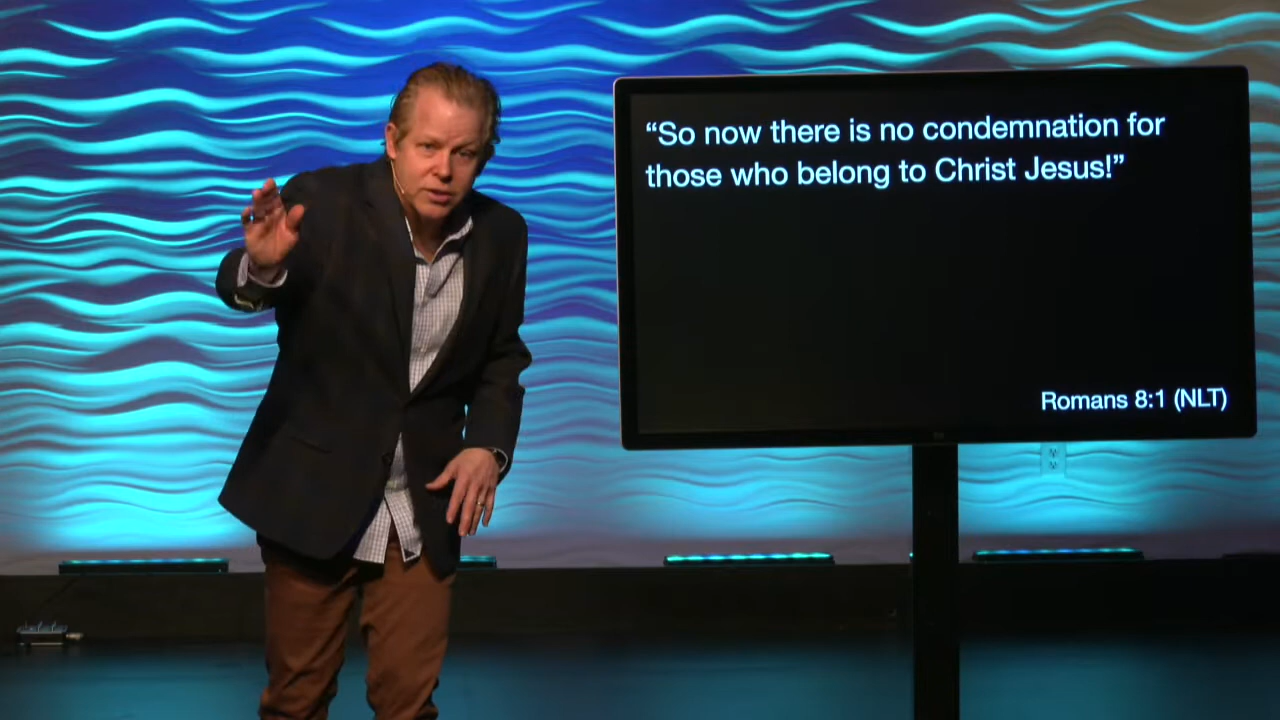 “So now there is no condemnation for
those who belong to Christ Jesus!”
Romans 8:1 (NLT)